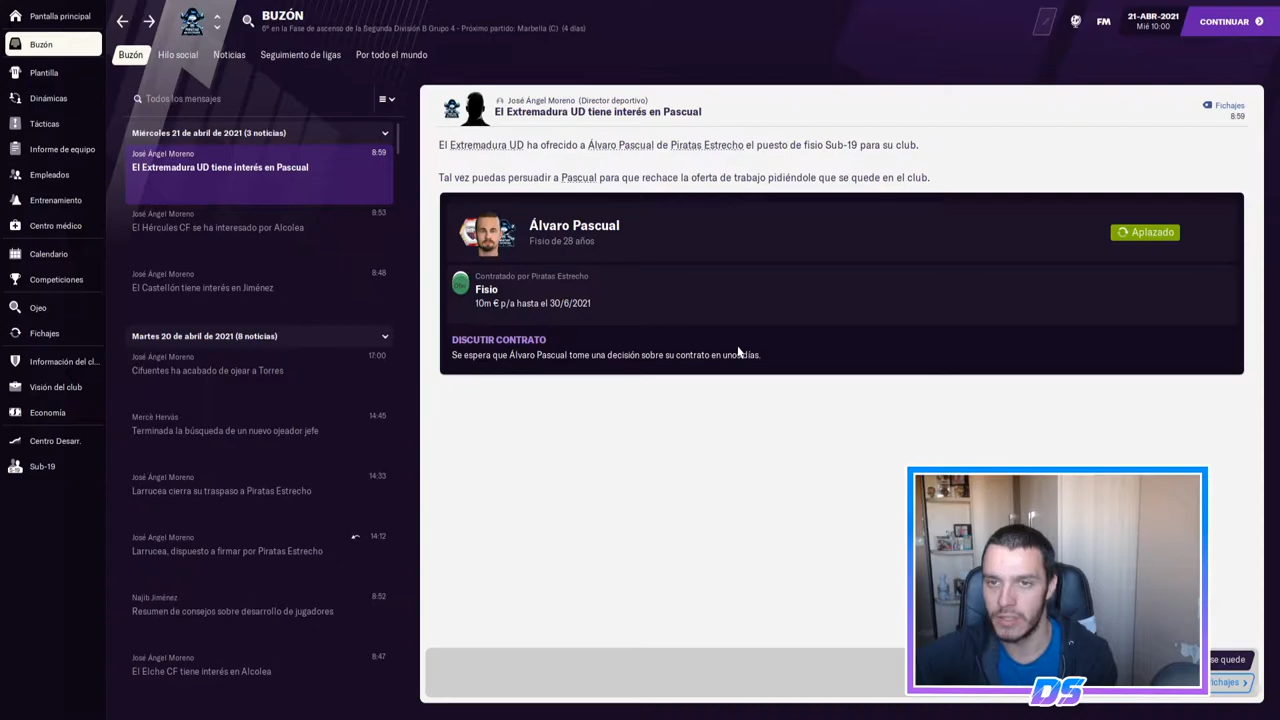 Pantalla principal
Buzón
Plantilla
Dinámicas
Tácticas
Informe de equipo
Empleados
Entrenamiento
Centro médico
Calendario
Competiciones
Ojeo
Fichajes
Información del cl...
Visión del club
Economía
Centro Desarr.
Sub-19
BUZÓN
6º en la Fase de ascenso de la Segunda División B Grupo 4 - Próximo partido: Marbella (C) (4 días)
FM
21-ABR-2021
Mié 10:00
CONTINUAR
Buzón
Hilo social
Noticias
Seguimiento de ligas
Por todo el mundo
Todos los mensajes
Miércoles 21 de abril de 2021 (3 noticias)
José Ángel Moreno 8:59
El Extremadura UD tiene interés en Pascual
José Ángel Moreno 8:53
El Hércules CF se ha interesado por Alcolea
José Ángel Moreno 8:48
El Castellón tiene interés en Jiménez
Martes 20 de abril de 2021 (8 noticias)
José Ángel Moreno 17:00
Cifuentes ha acabado de ojear a Torres
Mercè Hervás 14:45
Terminada la búsqueda de un nuevo ojeador jefe
José Ángel Moreno 14:33
Larrucea cierra su traspaso a Piratas Estrecho
José Ángel Moreno 14:12
Larrucea, dispuesto a firmar por Piratas Estrecho
Najib Jiménez 8:52
Resumen de consejos sobre desarrollo de jugadores
José Ángel Moreno 8:47
El Elche CF tiene interés en Alcolea
José Ángel Moreno (Director deportivo)
El Extremadura UD tiene interés en Pascual
Fichajes
8:59
El Extremadura UD ha ofrecido a Álvaro Pascual de Piratas Estrecho el puesto de fisio Sub-19 para su club.
Tal vez puedas persuadir a Pascual para que rechace la oferta de trabajo pidiéndole que se quede en el club.
Álvaro Pascual
Fisio de 28 años
Aplazado
Contratado por Piratas Estrecho
Fisio
10m € p/a hasta el 30/6/2021
DISCUTIR CONTRATO
Se espera que Álvaro Pascual tome una decisión sobre su contrato en unos días.
se quede
ichajes
DS